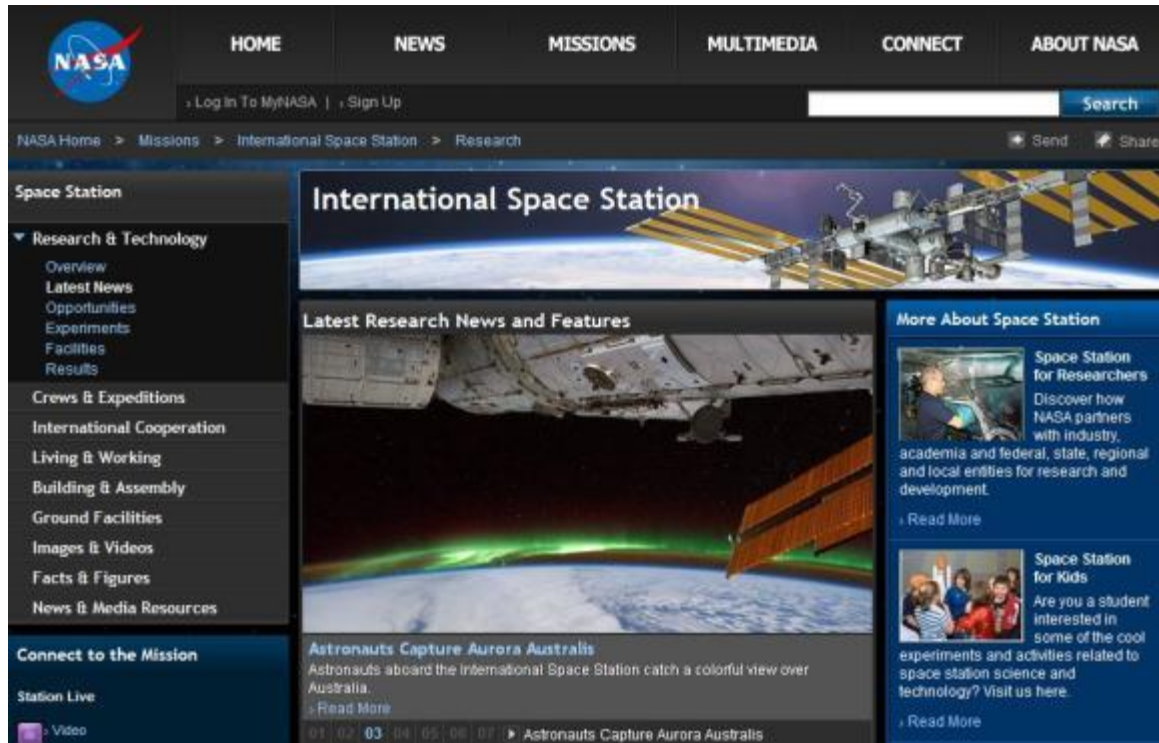 NASA
HOME NEWS MISSIONS MULTIMEDIA CONNECT ABOUT NASA
› Log In To MyNASA | › Sign Up
Search
NASA Home > Missions > International Space Station > Research
Send Share
Space Station
Research & Technology
Overview
Latest News
Opportunities
Experiments
Facilities
Results
Crews & Expeditions
International Cooperation
Living & Working
Building & Assembly
Ground Facilities
Images & Videos
Facts & Figures
News & Media Resources
Connect to the Mission
Station Live
› Video
International Space Station
Latest Research News and Features
Astronauts Capture Aurora Australis
Astronauts aboard the International Space Station catch a colorful view over
Australia.
› Read More
01 02 03 04 05 06 07 Astronauts Capture Aurora Australis
More About Space Station
Space Station
for Researchers
Discover how
NASA partners
with industry,
academia and federal, state, regional
and local entities for research and
development.
› Read More
Space Station
for Kids
Are you a student
interested in
some of the cool
experiments and activities related to
space station science and
technology? Visit us here.
› Read More